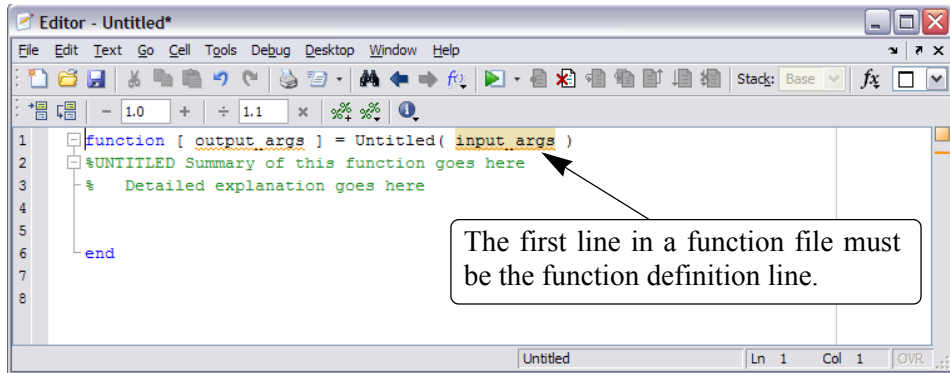 Editor - Untitled*
File Edit Text Go Cell Tools Debug Desktop Window Help
Stack: Base fx
- 1.0 + ÷ 1.1 ×
1 function [ output_args ] = Untitled( input_args )
2 %UNTITLED Summary of this function goes here
3 % Detailed explanation goes here
4
5
6 end
7
8
The first line in a function file must
be the function definition line.
Untitled Ln 1 Col 1 OVR